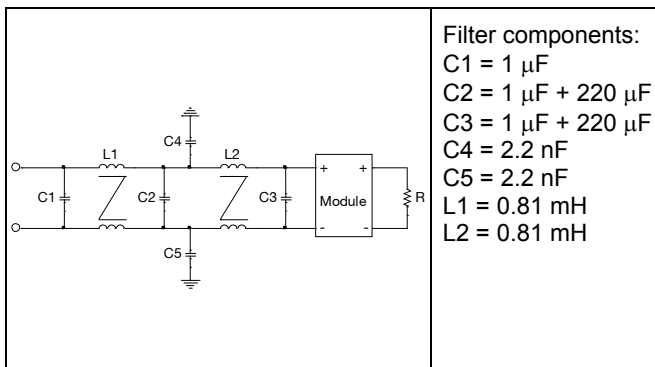 C4
L1
L2
C1
C2
C3
+
+
Module
-
-
R
C5
Filter components:
C1 = 1 μF
C2 = 1 μF + 220 μF
C3 = 1 μF + 220 μF
C4 = 2.2 nF
C5 = 2.2 nF
L1 = 0.81 mH
L2 = 0.81 mH